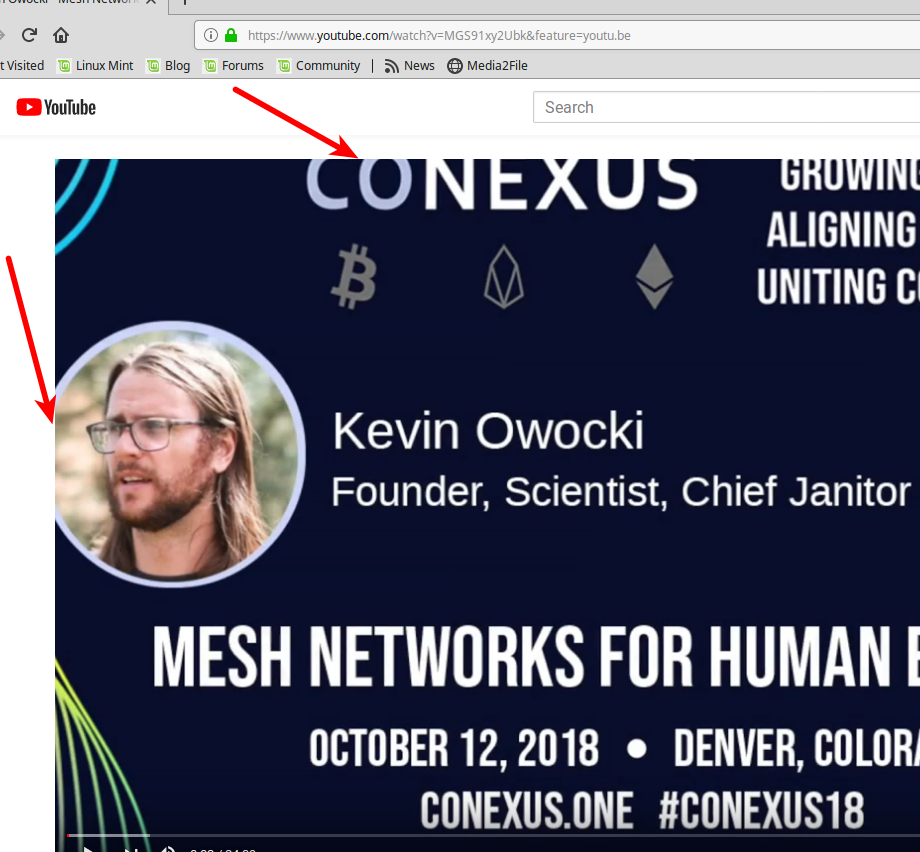 n Owocki - Mesh Network
https://www.youtube.com/watch?v=MGS91xy2Ubk&feature=youtu.be
t Visited Linux Mint Blog Forums Community | News Media2File
YouTube
Search
CONEXUS
GROWING
ALIGNING
UNITING CO
Kevin Owocki
Founder, Scientist, Chief Janitor
MESH NETWORKS FOR HUMAN
OCTOBER 12, 2018 • DENVER, COLORA
CONEXUS.ONE #CONEXUS18